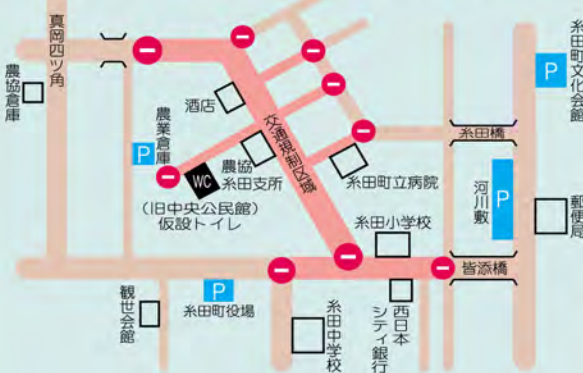 真岡四ツ角
農協倉庫
酒店
農業倉庫
P
WC
農協
糸田支所
(旧中央公民館)
仮設トイレ
交通規制区域
糸田町立病院
糸田小学校
糸田橋
P
糸田町文化会館
河川敷
P
郵便局
皆添橋
観世会館
P
糸田町役場
糸田中学校
西日本
シティ銀行